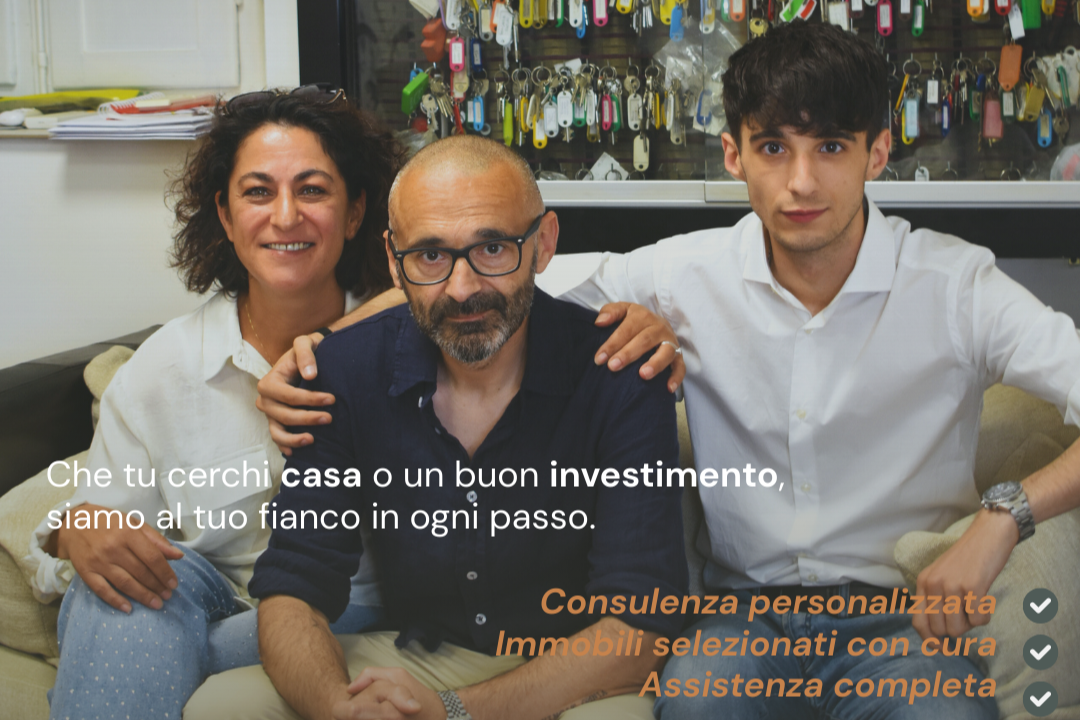 Che tu cerchi casa o un buon investimento,
siamo al tuo fianco in ogni passo.
Consulenza personalizzata
Immobili selezionati con cura
Assistenza completa